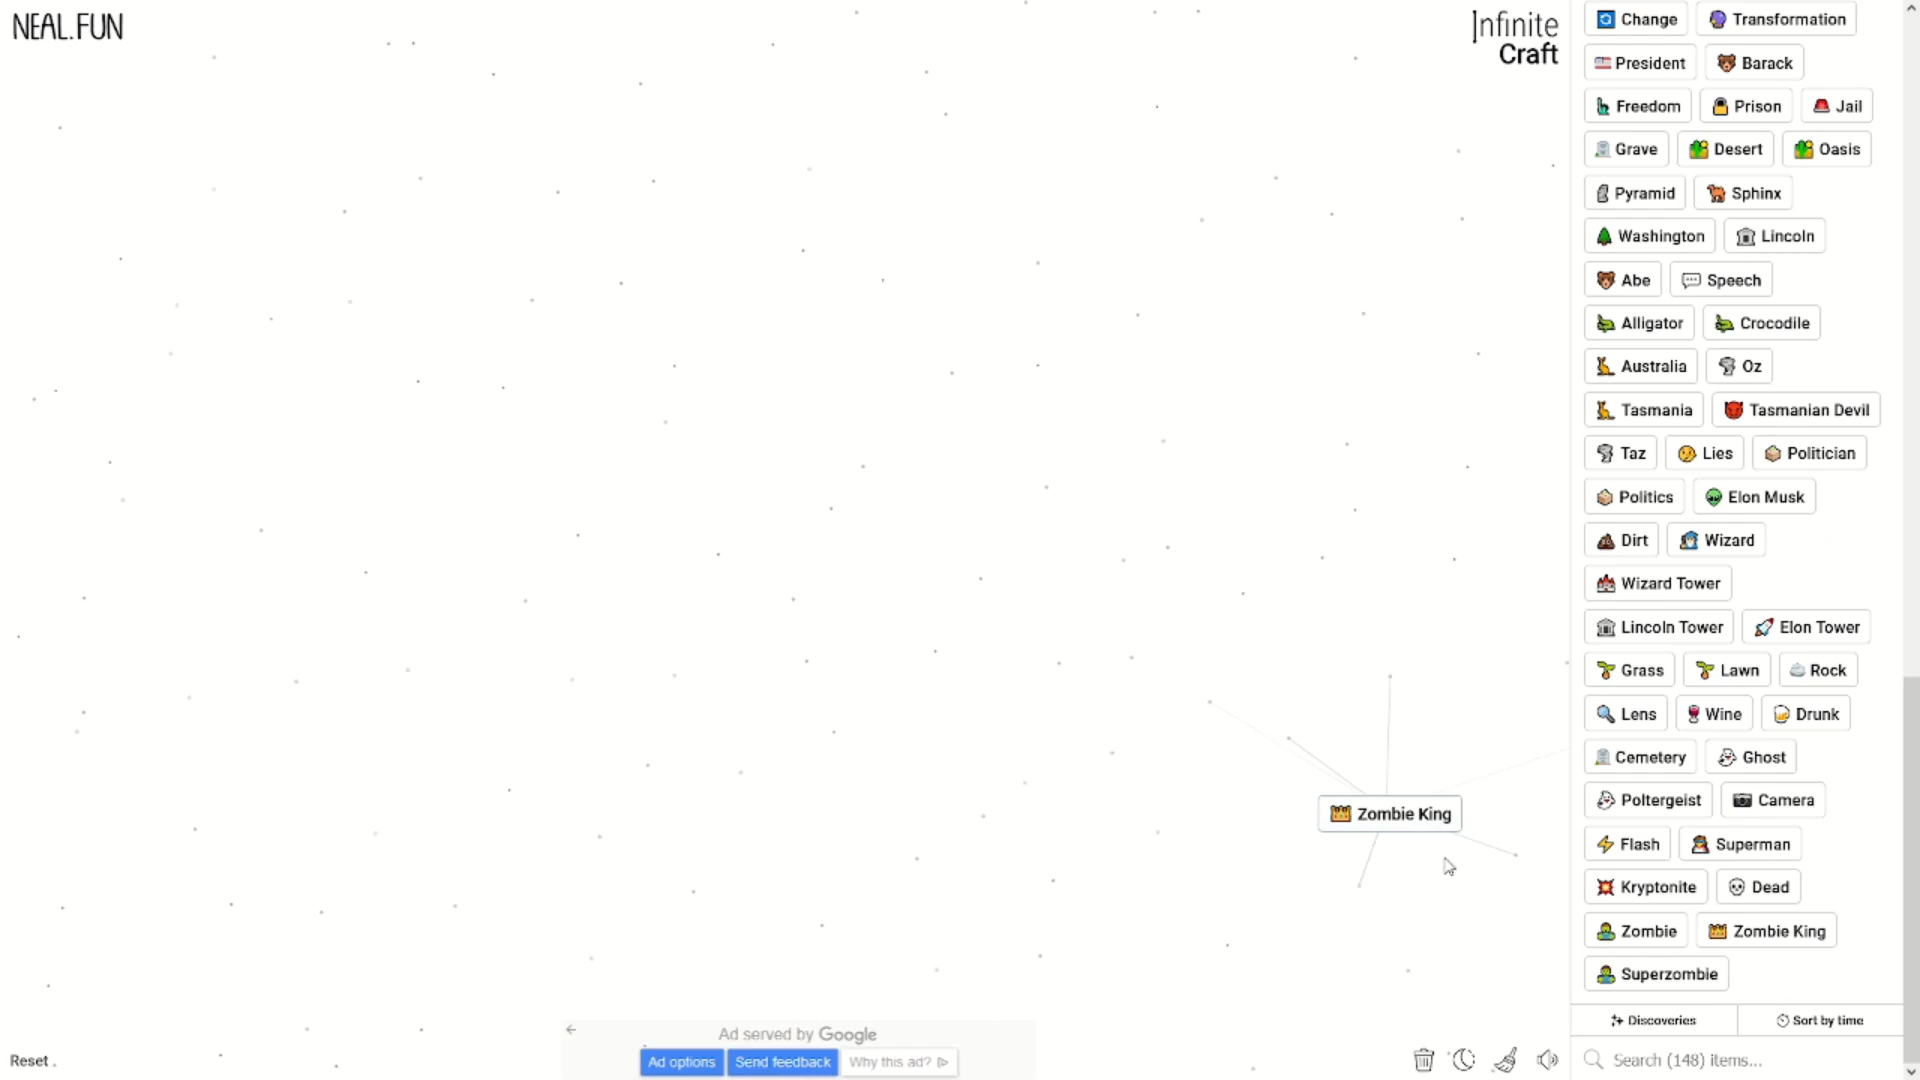 NEAL.FUN
Infinite
Craft
Change Transformation
President Barack
Freedom Prison Jail
Grave Desert Oasis
Pyramid Sphinx
Washington Lincoln
Abe Speech
Alligator Crocodile
Australia Oz
Tasmania Tasmanian Devil
Taz Lies Politician
Politics Elon Musk
Dirt Wizard
Wizard Tower
Lincoln Tower Elon Tower
Grass Lawn Rock
Lens Wine Drunk
Cemetery Ghost
Poltergeist Camera
Zombie King
Flash Superman
Kryptonite Dead
Zombie Zombie King
Superzombie
Discoveries Sort by time
Ad served by Google
Ad options Send feedback Why this ad?
Reset
Search (148) items...